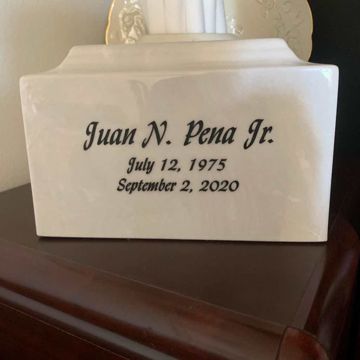 Juan N. Pena Jr.
July 12, 1975
September 2, 2020